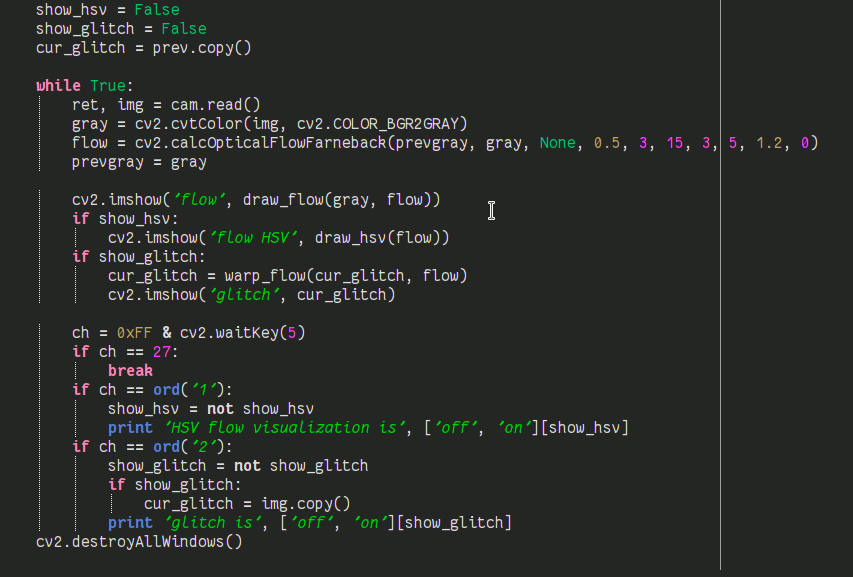 show_hsv = False
show_glitch = False
cur_glitch = prev.copy()
while True:
ret, img = cam.read()
gray = cv2.cvtColor(img, cv2.COLOR_BGR2GRAY)
flow = cv2.calcOpticalFlowFarneback(prevgray, gray, None, 0.5, 3, 15, 3, 5, 1.2, 0)
prevgray = gray
cv2.imshow('flow', draw_flow(gray, flow))
if show_hsv:
cv2.imshow('flow HSV', draw_hsv(flow))
if show_glitch:
cur_glitch = warp_flow(cur_glitch, flow)
cv2.imshow('glitch', cur_glitch)
ch = 0xFF & cv2.waitKey(5)
if ch == 27:
break
if ch == ord('1'):
show_hsv = not show_hsv
print 'HSV flow visualization is', ['off', 'on'][show_hsv]
if ch == ord('2'):
show_glitch = not show_glitch
if show_glitch:
cur_glitch = img.copy()
print 'glitch is', ['off', 'on'][show_glitch]
cv2.destroyAllWindows()